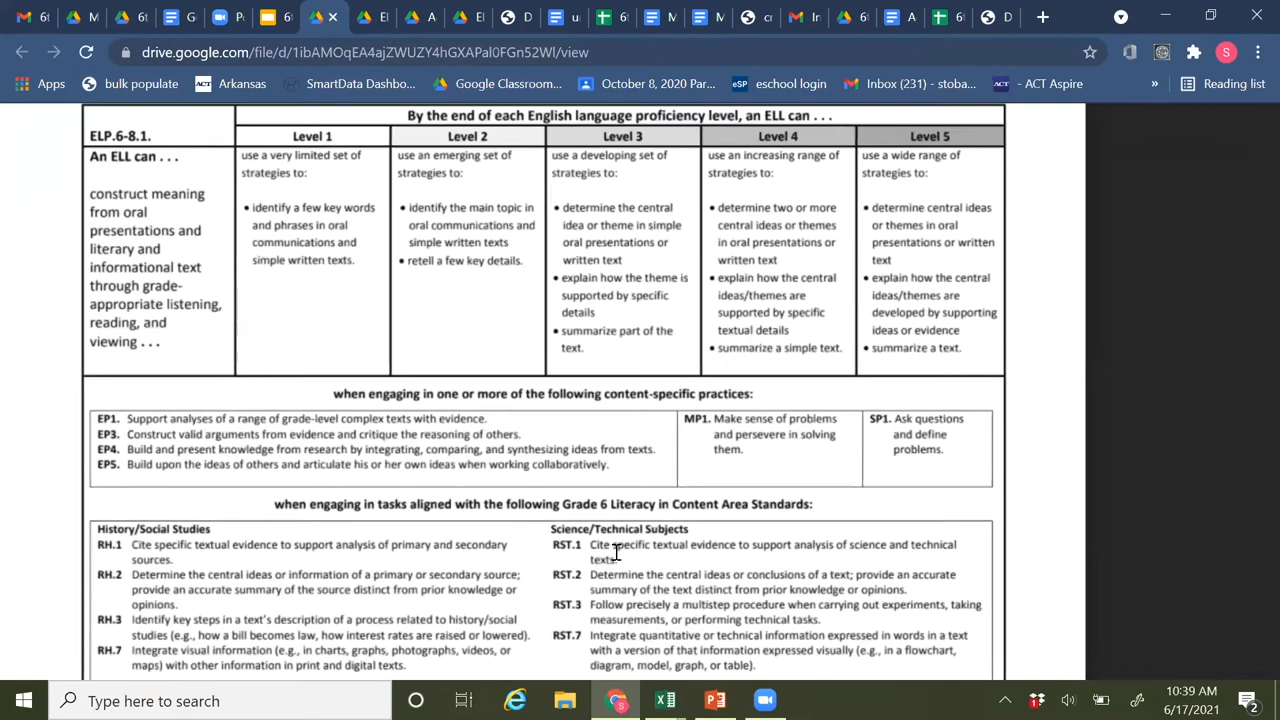 6t
Po
G
Po
6t
D
El
A
El
D
ur
6t
M
M
cr
In
6t
A
6t
D
drive.google.com/file/d/1ibAMOqEA4ajZWUZY4hGXAPal0FGn52Wl/view
S
Apps
bulk populate
ACT Arkansas
SmartData Dashbo...
Google Classroom...
October 8, 2020 Par...
eSP eschool login
Inbox (231) - stoba...
ACT - ACT Aspire
»
Reading list
By the end of each English language proficiency level, an ELL can . . .
ELP.6-8.1.
Level 1
Level 2
Level 3
Level 4
Level 5
An ELL can . . .
construct meaning
from oral
presentations and
literary and
informational text
through grade-
appropriate listening,
reading, and
viewing . . .
use a very limited set of
strategies to:
• identify a few key words
and phrases in oral
communications and
simple written texts.
use an emerging set of
strategies to:
• identify the main topic in
oral communications and
simple written texts
• retell a few key details.
use a developing set of
strategies to:
• determine the central
idea or theme in simple
oral presentations or
written text
• explain how the theme is
supported by specific
details
• summarize part of the
text.
use an increasing range of
strategies to:
• determine two or more
central ideas or themes
in oral presentations or
written text
• explain how the central
ideas/themes are
supported by specific
textual details
• summarize a simple text.
use a wide range of
strategies to:
• determine central ideas
or themes in oral
presentations or written
text
• explain how the central
ideas/themes are
developed by supporting
ideas or evidence
• summarize a text.
when engaging in one or more of the following content-specific practices:
EP1. Support analyses of a range of grade-level complex texts with evidence.
EP3. Construct valid arguments from evidence and critique the reasoning of others.
EP4. Build and present knowledge from research by integrating, comparing, and synthesizing ideas from texts.
EP5. Build upon the ideas of others and articulate his or her own ideas when working collaboratively.
MP1. Make sense of problems
and persevere in solving
them.
SP1. Ask questions
and define
problems.
when engaging in tasks aligned with the following Grade 6 Literacy in Content Area Standards:
History/Social Studies
RH.1 Cite specific textual evidence to support analysis of primary and secondary
sources.
RH.2 Determine the central ideas or information of a primary or secondary source;
provide an accurate summary of the source distinct from prior knowledge or
opinions.
RH.3 Identify key steps in a text's description of a process related to history/social
studies (e.g., how a bill becomes law, how interest rates are raised or lowered).
RH.7 Integrate visual information (e.g., in charts, graphs, photographs, videos, or
maps) with other information in print and digital texts.
Science/Technical Subjects
RST.1 Cite specific textual evidence to support analysis of science and technical
texts.
RST.2 Determine the central ideas or conclusions of a text; provide an accurate
summary of the text distinct from prior knowledge or opinions.
RST.3 Follow precisely a multistep procedure when carrying out experiments, taking
measurements, or performing technical tasks.
RST.7 Integrate quantitative or technical information expressed in words in a text
with a version of that information expressed visually (e.g., in a flowchart,
diagram, model, graph, or table).
Type here to search
10:39 AM
6/17/2021
2